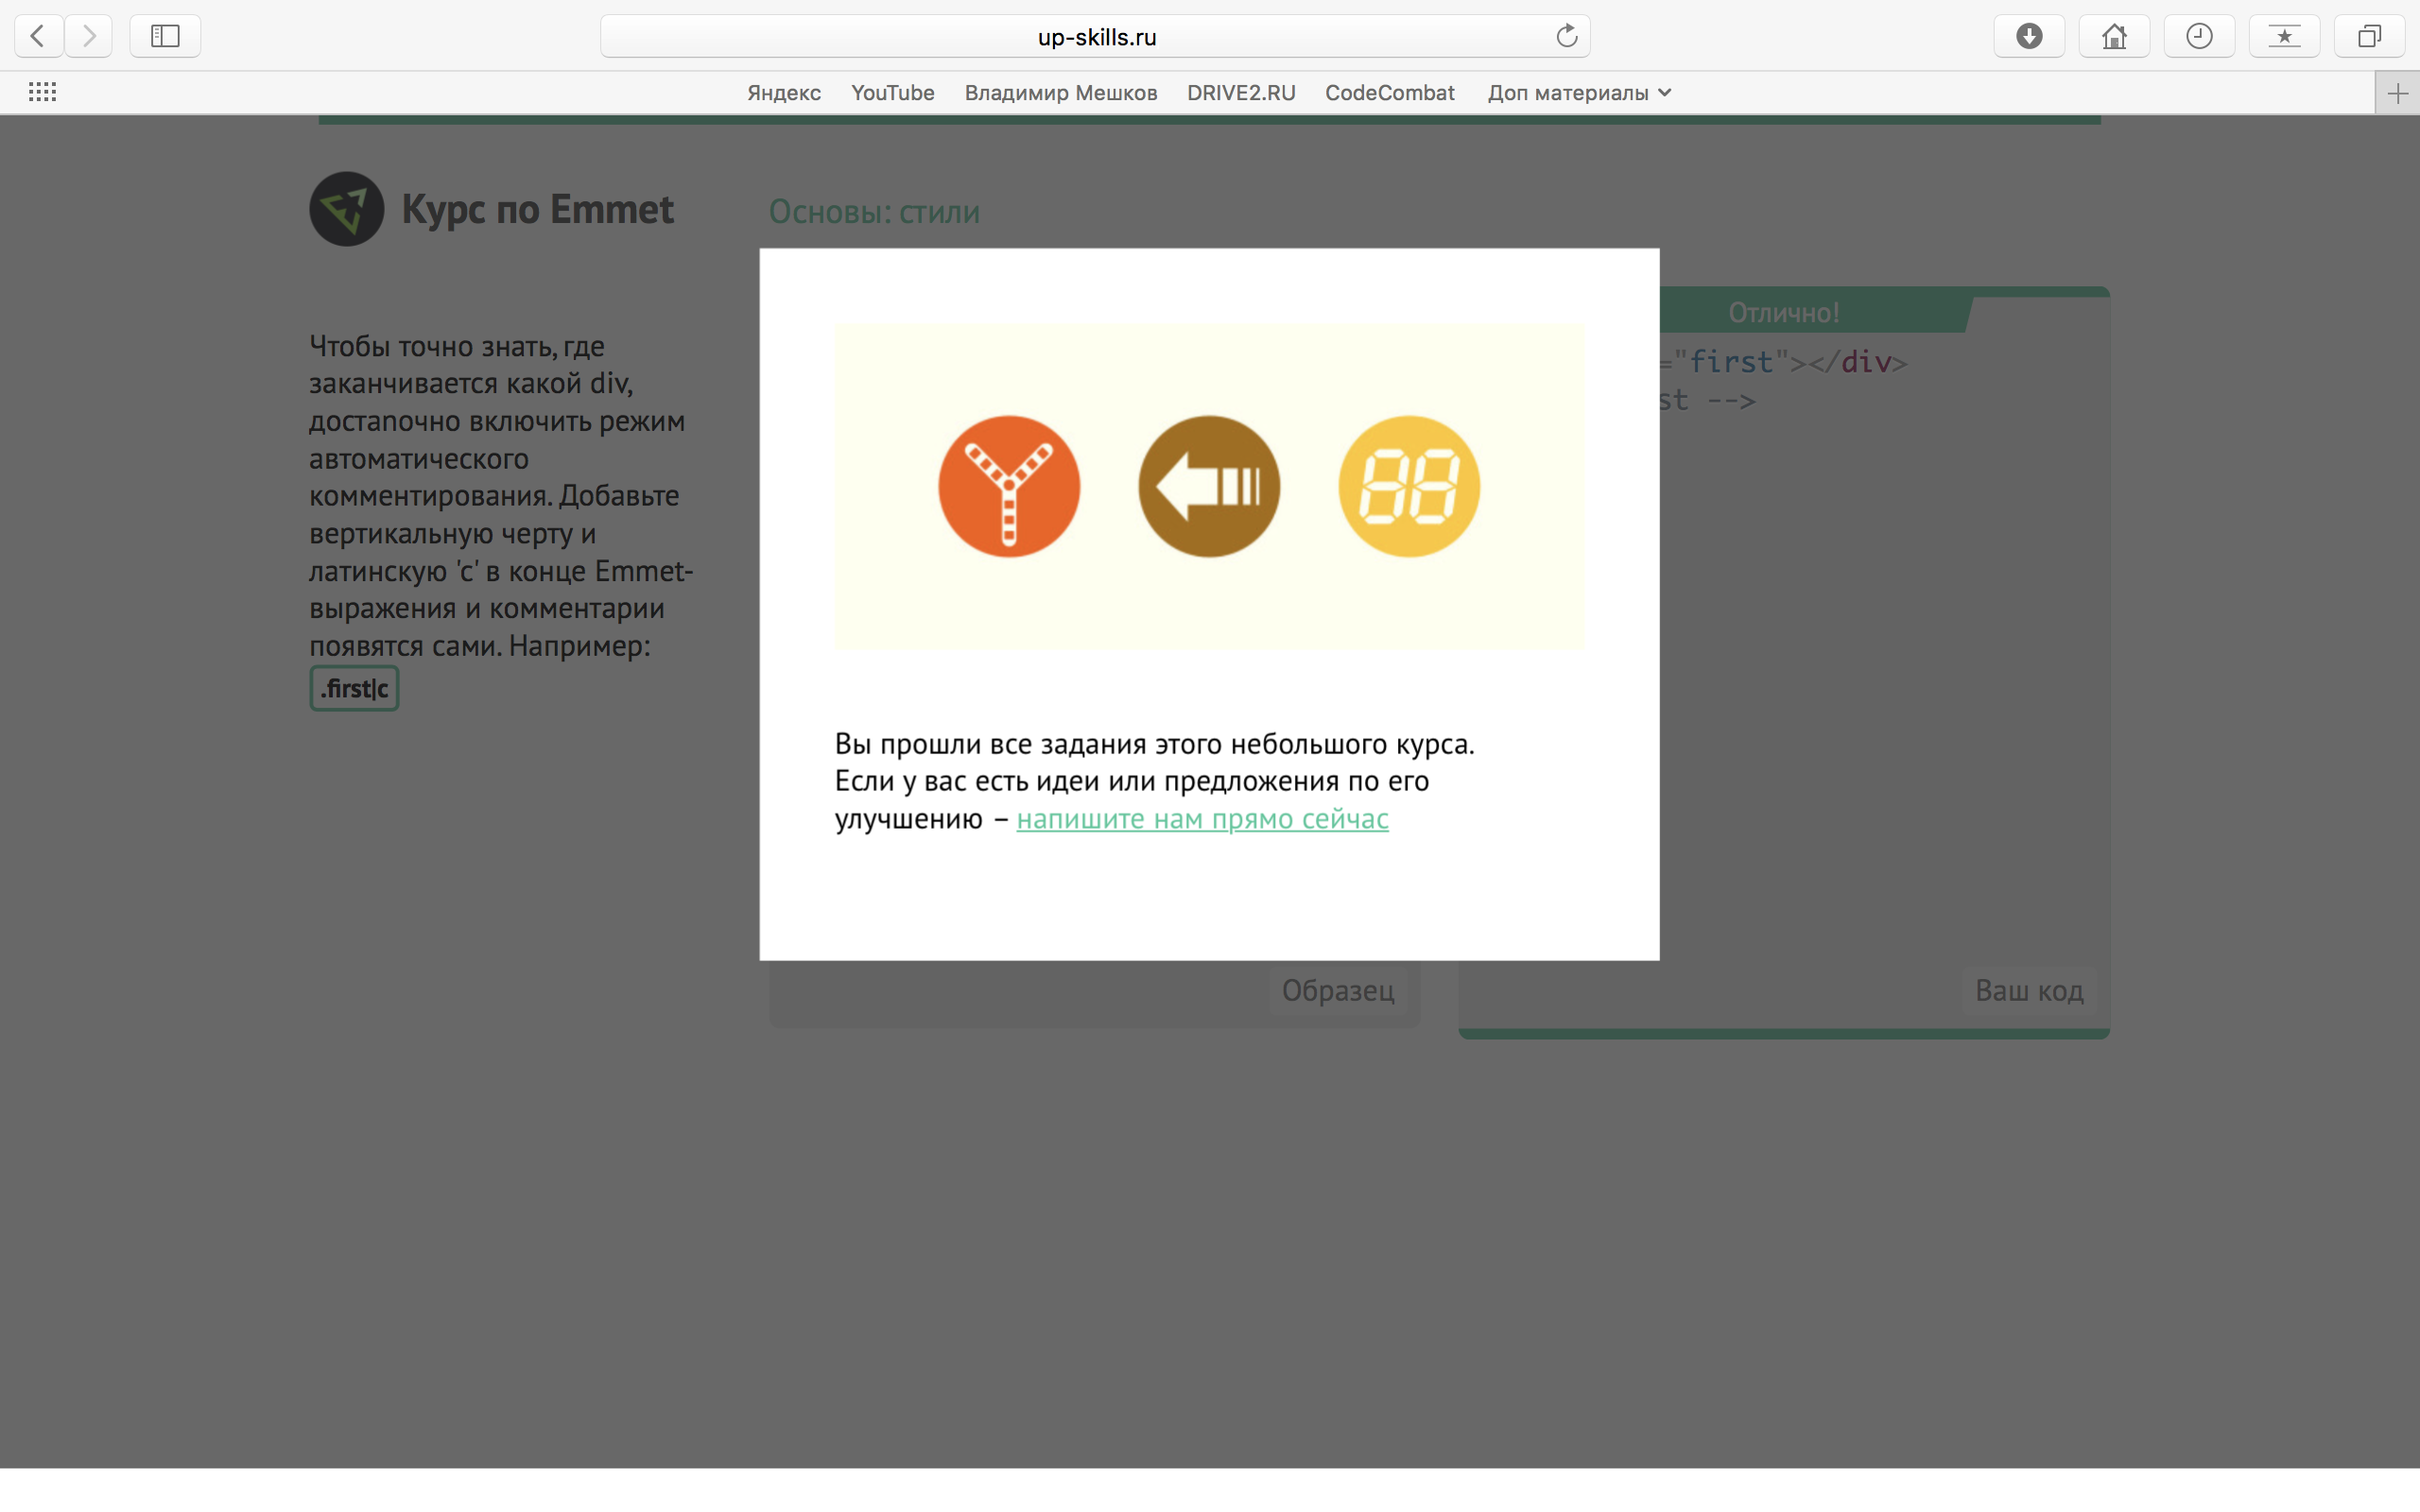 up-skills.ru
Яндекс YouTube Владимир Мешков DRIVE2.RU CodeCombat Доп материалы
Курс по Emmet
Основы: стили
Чтобы точно знать, где
заканчивается какой div,
достапочно включить режим
автоматического
комментирования. Добавьте
вертикальную черту и
латинскую 'c' в конце Emmet-
выражения и комментарии
появятся сами. Например:
.first|c
Вы прошли все задания этого небольшого курса.
Если у вас есть идеи или предложения по его
улучшению – напишите нам прямо сейчас
Отлично!
="first"></div>
st -->
Образец
Ваш код